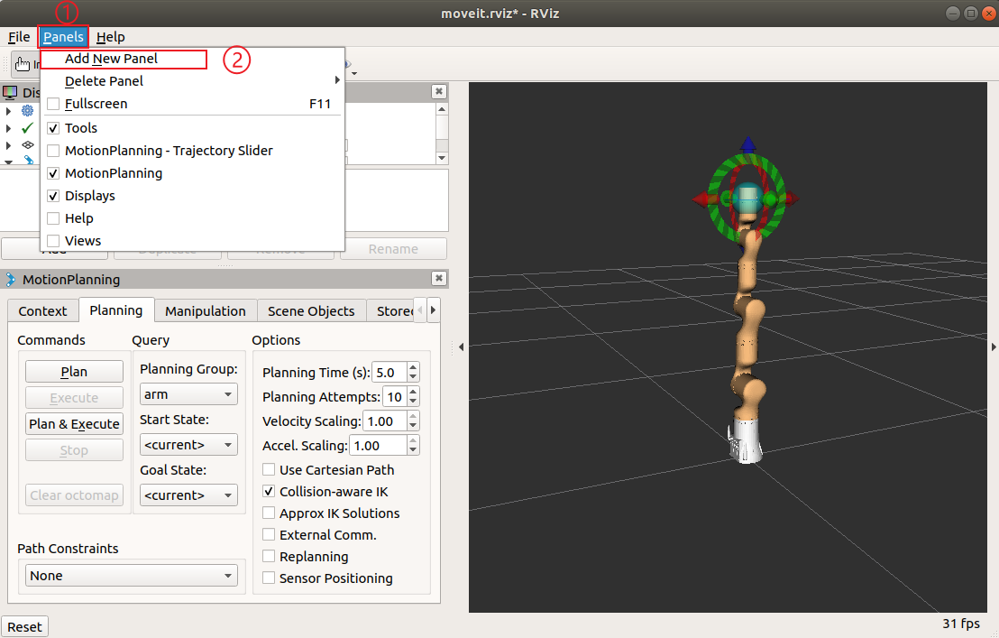 moveit.rviz* - RViz
①
File Panels Help
Add New Panel
②
In
Delete Panel
Dis
Fullscreen F11
Tools
MotionPlanning - Trajectory Slider
MotionPlanning
Displays
Help
Views
Add Duplicate Remove Rename
MotionPlanning
Context Planning Manipulation Scene Objects Stored
Commands Query Options
Plan
Execute
Plan & Execute
Stop
Clear octomap
Planning Group:
arm
Start State:
<current>
Goal State:
<current>
Planning Time (s): 5.0
Planning Attempts: 10
Velocity Scaling: 1.00
Accel. Scaling: 1.00
Use Cartesian Path
Collision-aware IK
Approx IK Solutions
External Comm.
Replanning
Sensor Positioning
Path Constraints
None
Reset
31 fps